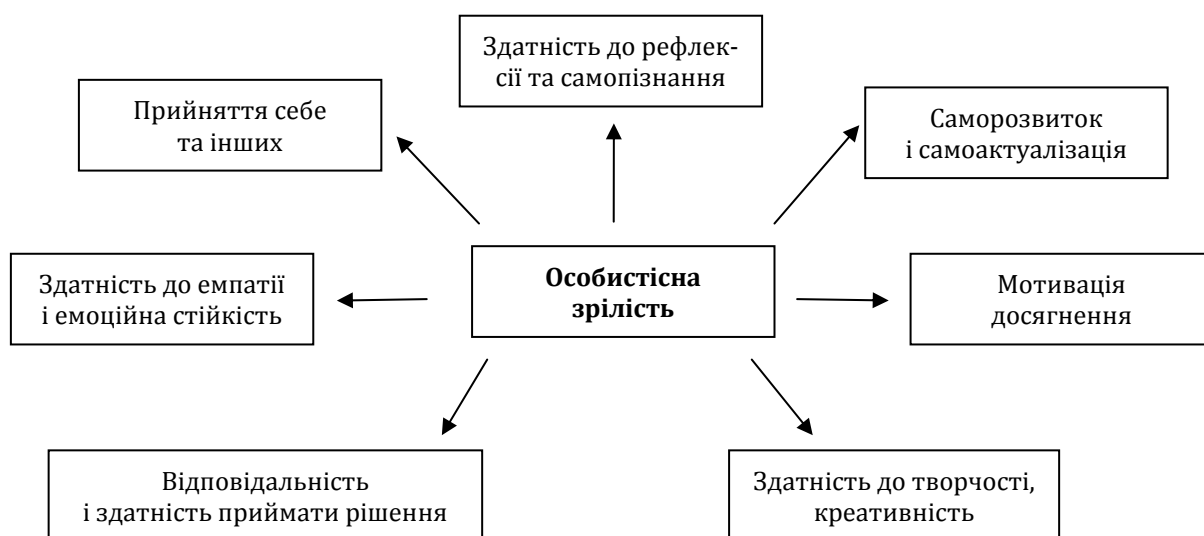 Здатність до рефлек-
сії та самопізнання
Прийняття себе
та інших
Саморозвиток
і самоактуалізація
Здатність до емпатії
і емоційна стійкість
Особистісна
зрілість
Мотивація
досягнення
Відповідальність
і здатність приймати рішення
Здатність до творчості,
креативність